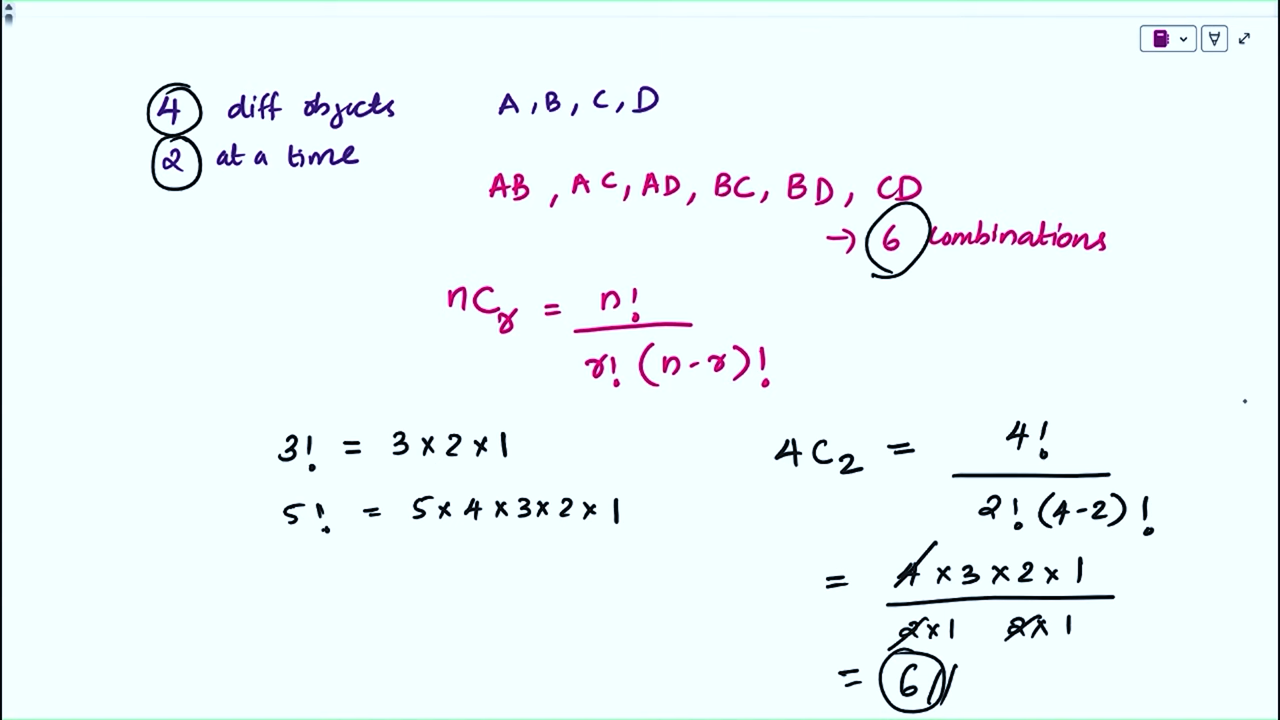 4 diff objects A, B, C, D
2 at a time
AB, AC, AD, BC, BD, CD
→ 6 combinations
nCr = n! / r! (n-r)!
3! = 3 × 2 × 1
5! = 5 × 4 × 3 × 2 × 1
4C2 = 4! / 2! (4-2)!
= 4 × 3 × 2 × 1 / 2×1 2×1
= 6